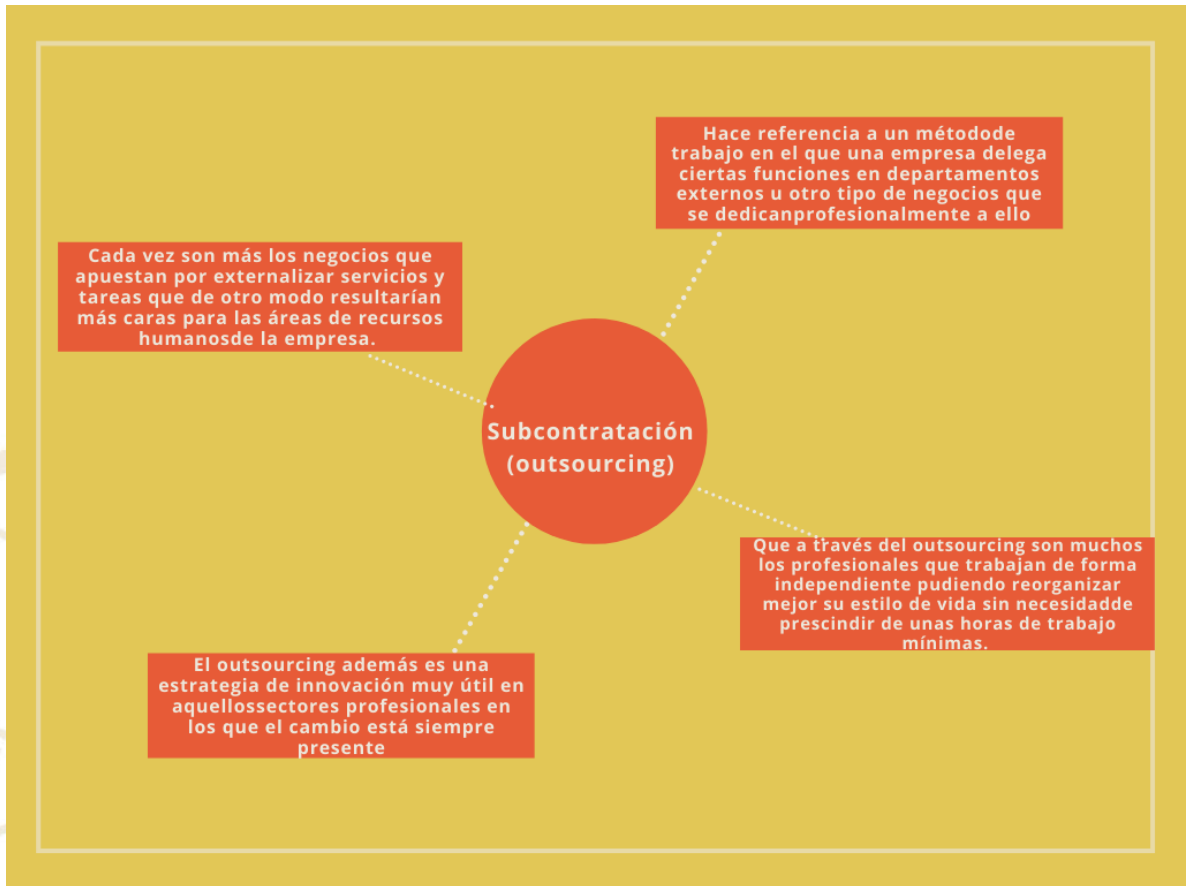 Hace referencia a un métodode
trabajo en el que una empresa delega
ciertas funciones en departamentos
externos u otro tipo de negocios que
se dedicanprofesionalmente a ello
Cada vez son más los negocios que
apuestan por externalizar servicios y
tareas que de otro modo resultarían
más caras para las áreas de recursos
humanosde la empresa.
Subcontratación
(outsourcing)
Que a través del outsourcing son muchos
los profesionales que trabajan de forma
independiente pudiendo reorganizar
mejor su estilo de vida sin necesidadde
prescindir de unas horas de trabajo
mínimas.
El outsourcing además es una
estrategia de innovación muy útil en
aquellossectores profesionales en
los que el cambio está siempre
presente